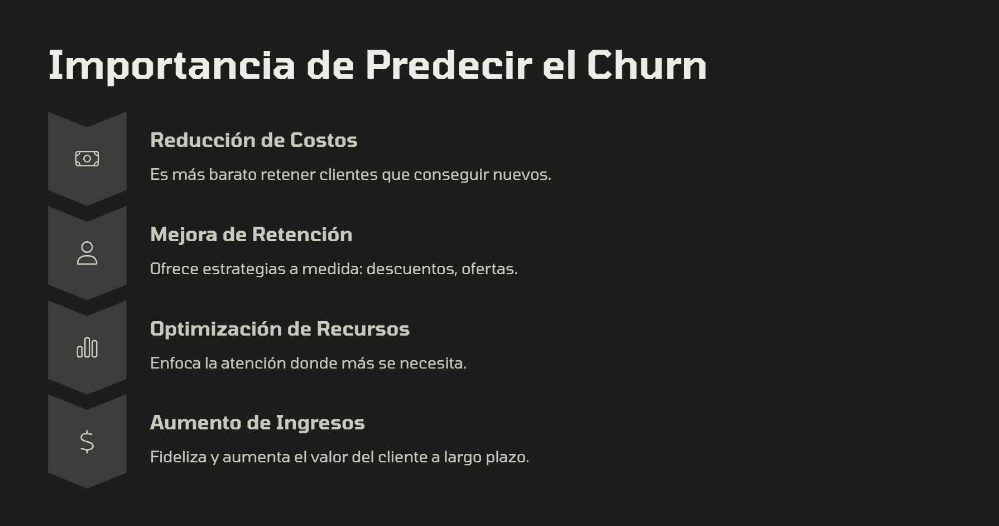 Importancia de Predecir el Churn
Reducción de Costos
Es más barato retener clientes que conseguir nuevos.
Mejora de Retención
Ofrece estrategias a medida: descuentos, ofertas.
Optimización de Recursos
Enfoca la atención donde más se necesita.
$
Aumento de Ingresos
Fideliza y aumenta el valor del cliente a largo plazo.